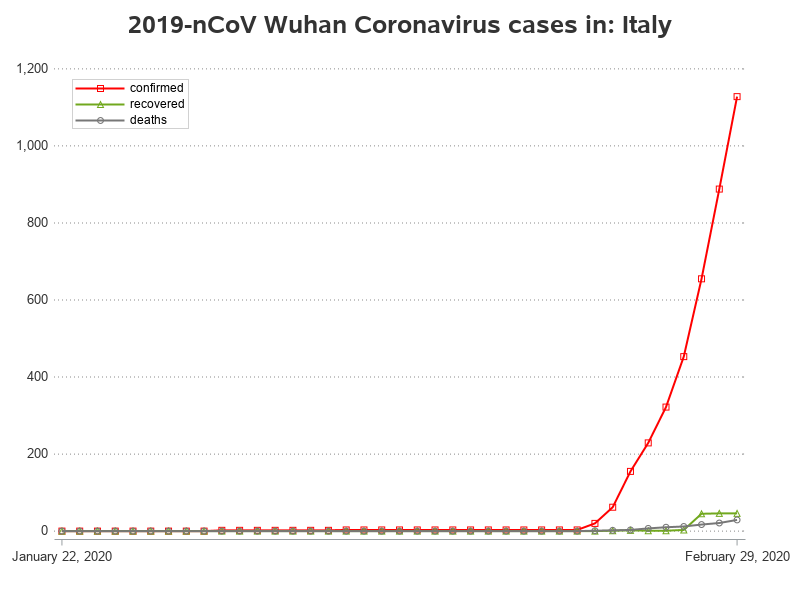 2019-nCoV Wuhan Coronavirus cases in: Italy
1,200
confirmed
recovered
deaths
1,000
800
600
400
200
0
January 22, 2020
February 29, 2020